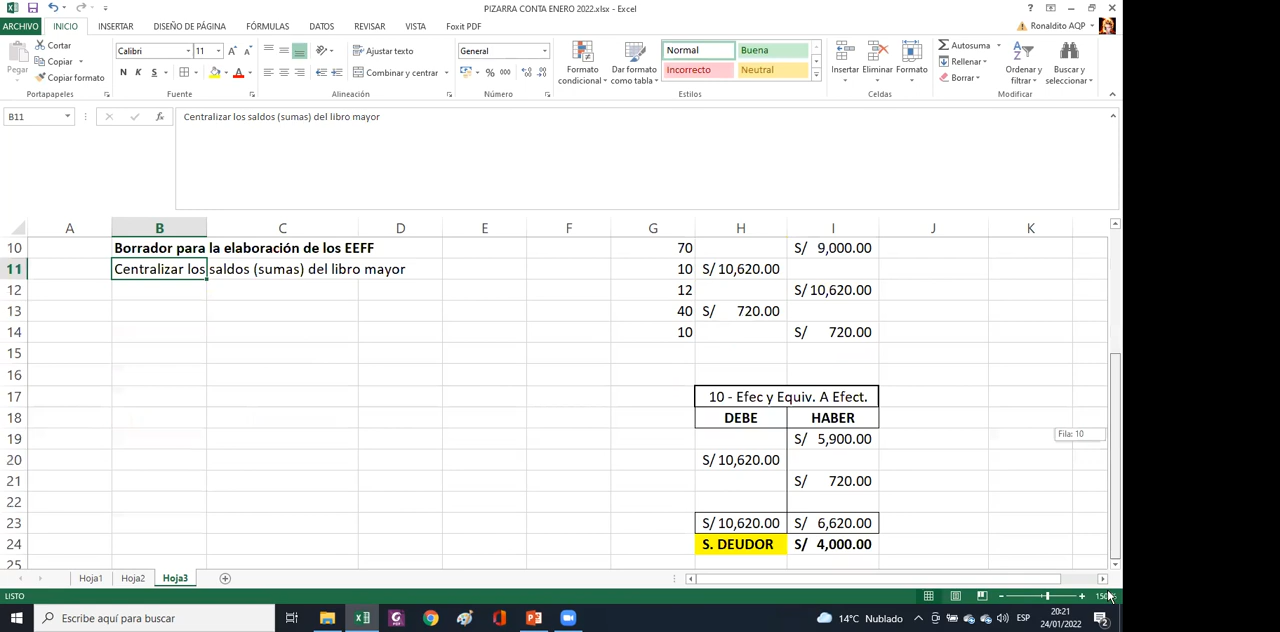 PIZARRA CONTA ENERO 2022.xlsx - Excel
ARCHIVO INICIO INSERTAR DISEÑO DE PÁGINA FÓRMULAS DATOS REVISAR VISTA Foxit PDF Ronaldito AQP
Pegar
Cortar
Copiar
Copiar formato
Portapapeles
Calibri 11
N K S
Fuente
Ajustar texto
Combinar y centrar
Alineación
General
% 000
Número
Formato condicional
Dar formato como tabla
Normal Buena
Incorrecto Neutral
Estilos
Insertar Eliminar Formato
Celdas
Autosuma
Rellenar
Borrar
Ordenar y filtrar
Buscar y seleccionar
Modificar
B11 fx Centralizar los saldos (sumas) del libro mayor
A B C D E F G H I J K
10 Borrador para la elaboración de los EEFF 70 S/ 9,000.00
11 Centralizar los saldos (sumas) del libro mayor 10 S/ 10,620.00
12 12 S/ 10,620.00
13 40 S/ 720.00
14 10 S/ 720.00
15
16
17 10 - Efec y Equiv. A Efect.
18 DEBE HABER
19 S/ 5,900.00
Fila: 10
20 S/ 10,620.00
21 S/ 720.00
22
23 S/ 10,620.00 S/ 6,620.00
24 S. DEUDOR S/ 4,000.00
25
Hoja1 Hoja2 Hoja3
LISTO 150%
Escribe aquí para buscar
14°C Nublado ESP
20:21
24/01/2022
2